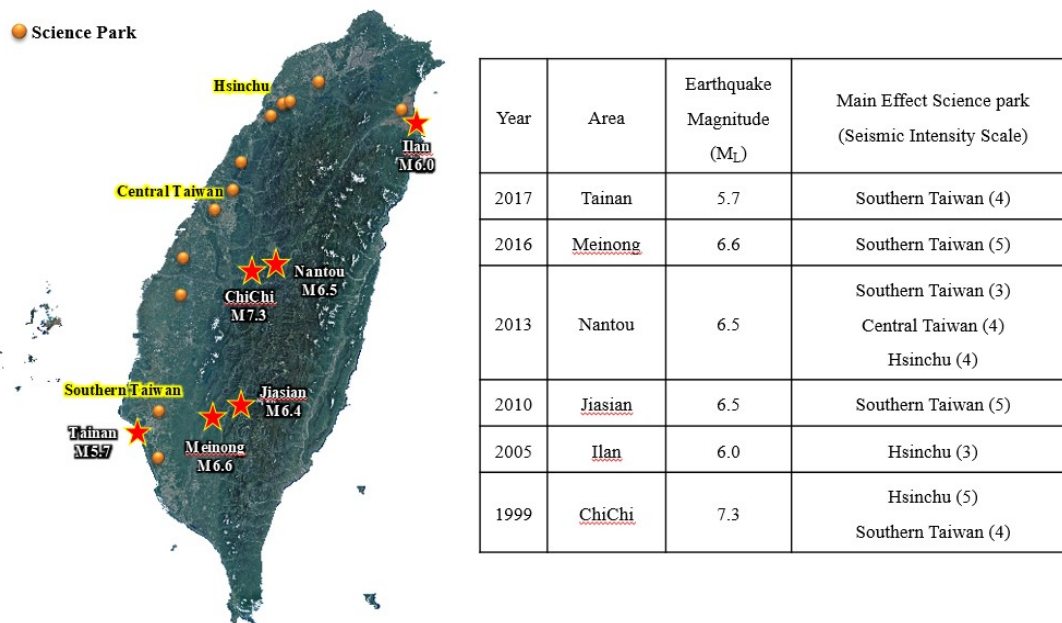 Science Park
Hsinchu
Ilan
M6.0
Central Taiwan
Nantou
M6.5
ChiChi
M7.3
Southern Taiwan
Jiasian
M6.4
Tainan
M5.7
Meinong
M6.6
Year
Area
Earthquake
Magnitude
(ML)
Main Effect Science park
(Seismic Intensity Scale)
2017
Tainan
5.7
Southern Taiwan (4)
2016
Meinong
6.6
Southern Taiwan (5)
2013
Nantou
6.5
Southern Taiwan (3)
Central Taiwan (4)
Hsinchu (4)
2010
Jiasian
6.5
Southern Taiwan (5)
2005
Ilan
6.0
Hsinchu (3)
1999
ChiChi
7.3
Hsinchu (5)
Southern Taiwan (4)